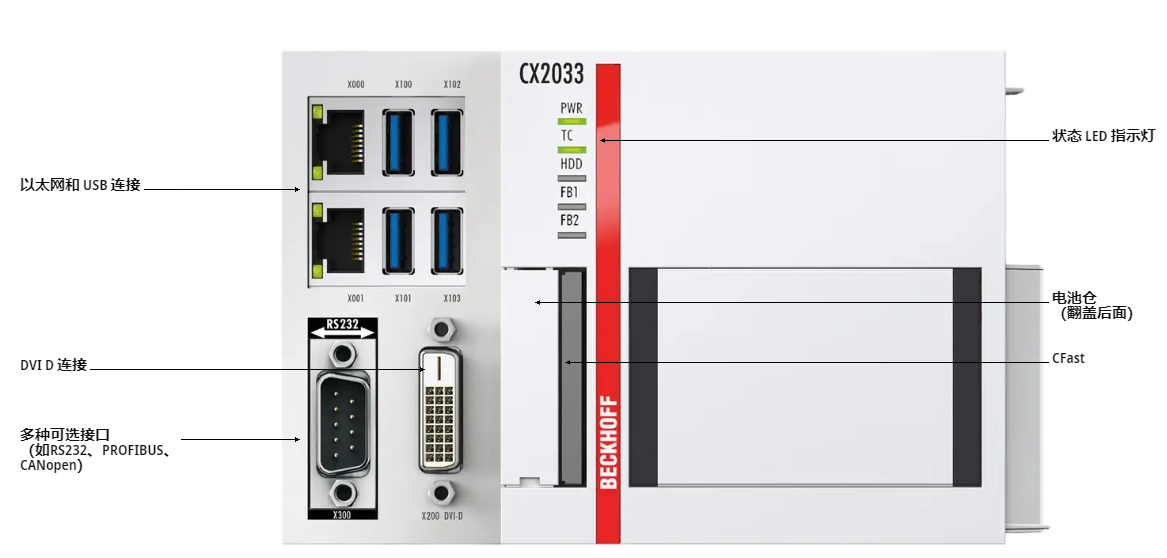 CX2033
X000 X100 X102
PWR
TC
HDD
FB1
FB2
状态 LED 指示灯
以太网和 USB 连接
X001 X101 X103
电池仓
(翻盖后面)
RS232
CFast
DVI D 连接
BECKHOFF
多种可选接口
(如RS232、PROFIBUS、
CANopen)
X300
X200 DVI-D